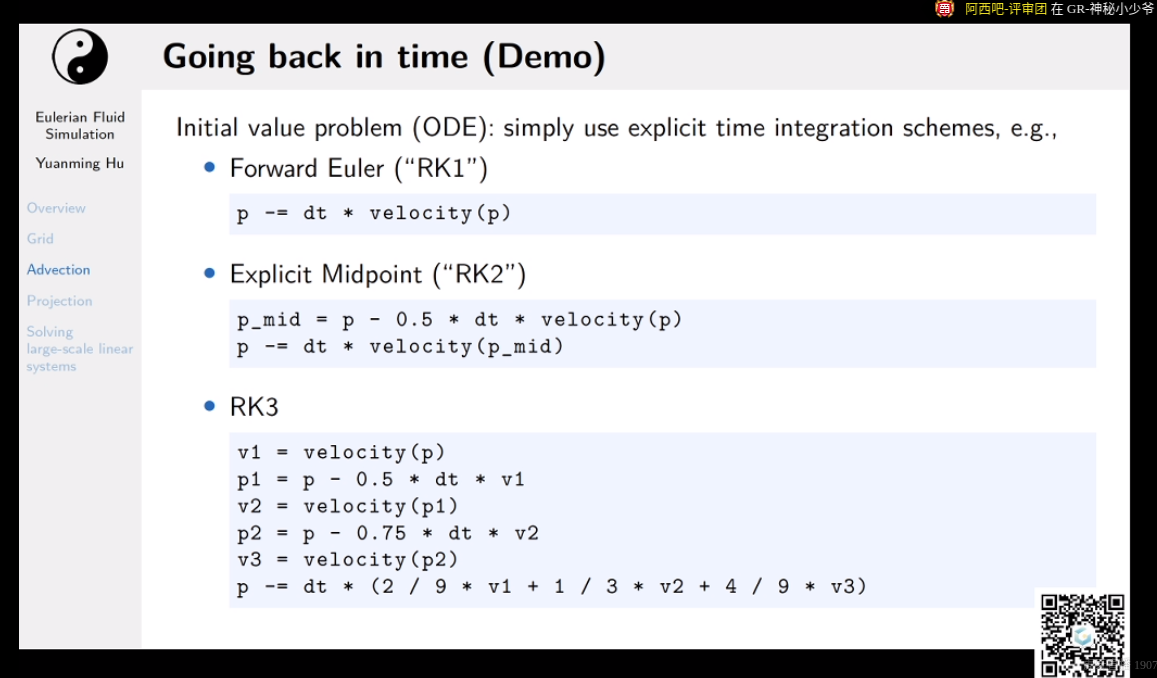 阿西吧-评审团 在 GR-神秘小少爷
Going back in time (Demo)
Eulerian Fluid
Simulation
Yuanming Hu
Overview
Grid
Advection
Projection
Solving
large-scale linear
systems
Initial value problem (ODE): simply use explicit time integration schemes, e.g.,
• Forward Euler (“RK1”)
p -= dt * velocity(p)
• Explicit Midpoint (“RK2”)
p_mid = p - 0.5 * dt * velocity(p)
p -= dt * velocity(p_mid)
• RK3
v1 = velocity(p)
p1 = p - 0.5 * dt * v1
v2 = velocity(p1)
p2 = p - 0.75 * dt * v2
v3 = velocity(p2)
p -= dt * (2 / 9 * v1 + 1 / 3 * v2 + 4 / 9 * v3)
1907